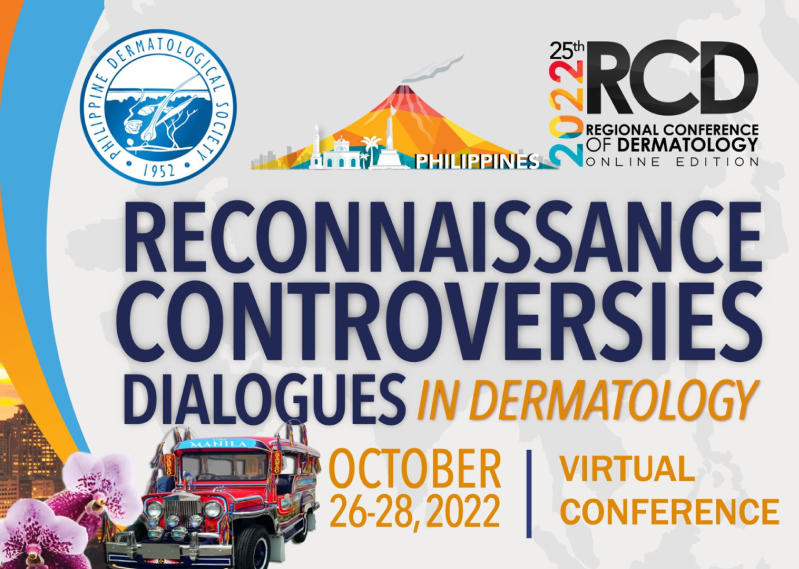 PHILIPPINE DERMATOLOGICAL SOCIETY
• 1952 •
PHILIPPINES
25th
2022
RCD
REGIONAL CONFERENCE
OF DERMATOLOGY
ONLINE EDITION
RECONNAISSANCE
CONTROVERSIES
DIALOGUES IN DERMATOLOGY
MANILA
OCTOBER
26-28, 2022
VIRTUAL
CONFERENCE